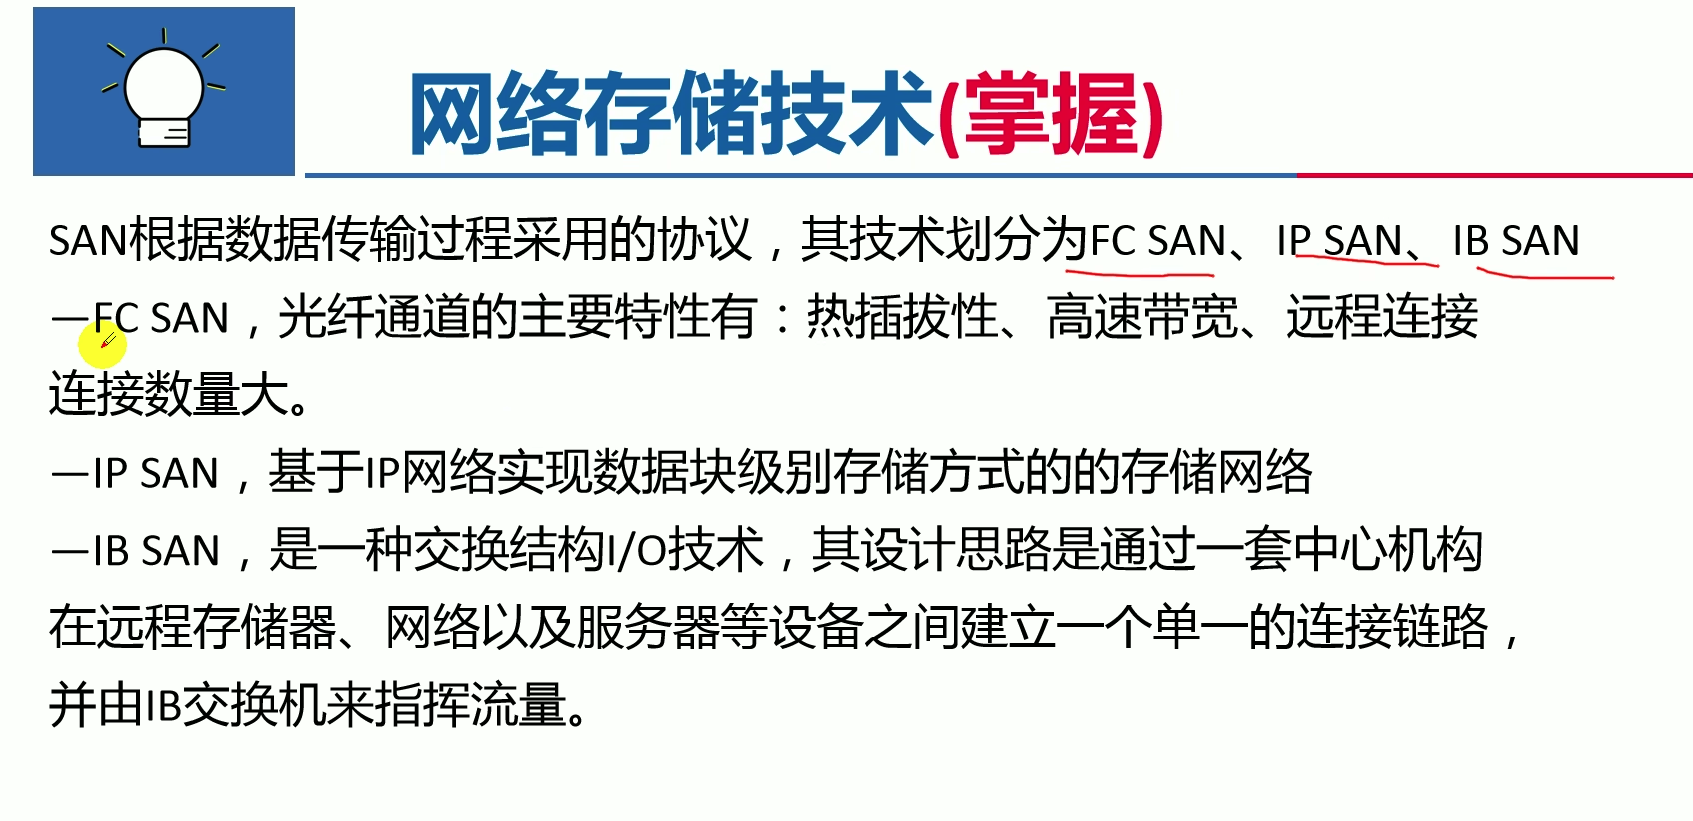 网络存储技术(掌握)
SAN根据数据传输过程采用的协议，其技术划分为FC SAN、IP SAN、IB SAN
—FC SAN，光纤通道的主要特性有：热插拔性、高速带宽、远程连接
连接数量大。
—IP SAN，基于IP网络实现数据块级别存储方式的的存储网络
—IB SAN，是一种交换结构I/O技术，其设计思路是通过一套中心机构
在远程存储器、网络以及服务器等设备之间建立一个单一的连接链路，
并由IB交换机来指挥流量。